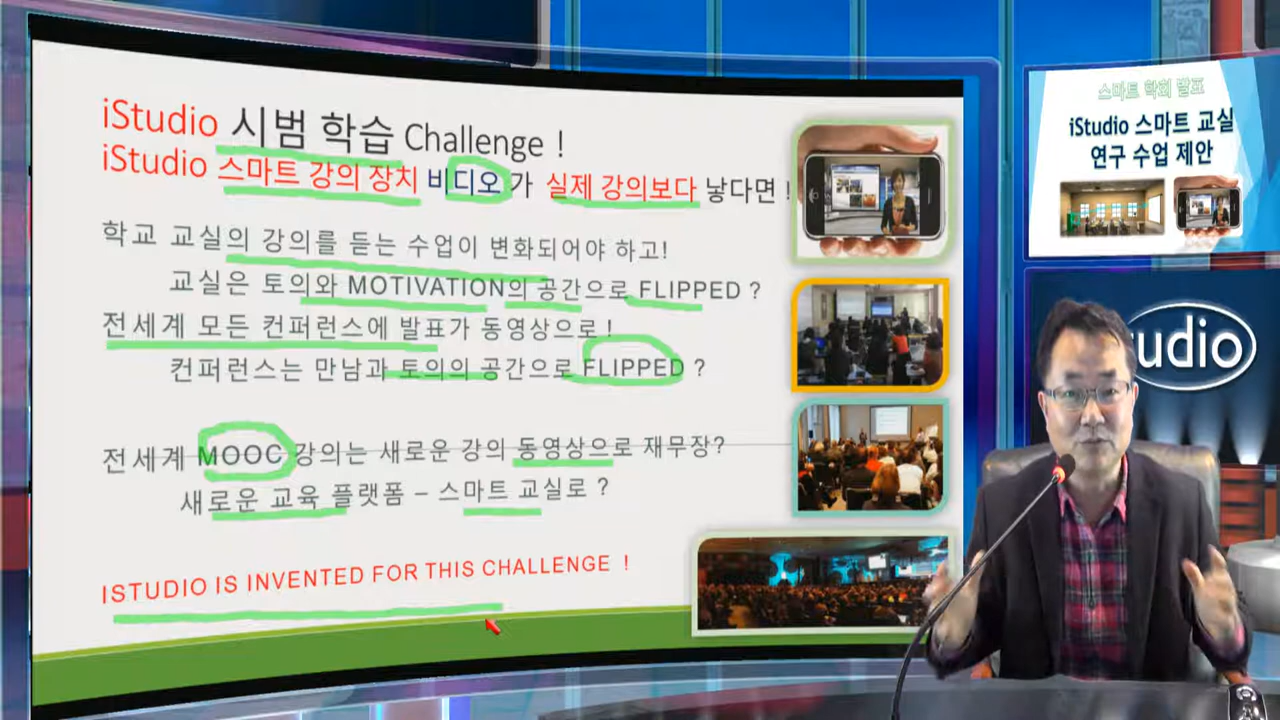 iStudio 시범 학습 Challenge !
iStudio 스마트 강의 장치 비디오가 실제 강의보다 낳다면 !
학교 교실의 강의를 듣는 수업이 변화되어야 하고!
교실은 토의와 MOTIVATION의 공간으로 FLIPPED ?
전세계 모든 컨퍼런스에 발표가 동영상으로 !
컨퍼런스는 만남과 토의의 공간으로 FLIPPED ?
전세계 MOOC 강의는 새로운 강의 동영상으로 재무장?
새로운 교육 플랫폼 – 스마트 교실로 ?
ISTUDIO IS INVENTED FOR THIS CHALLENGE !
스마트 학회 발표
iStudio 스마트 교실
연구 수업 제안
tudio